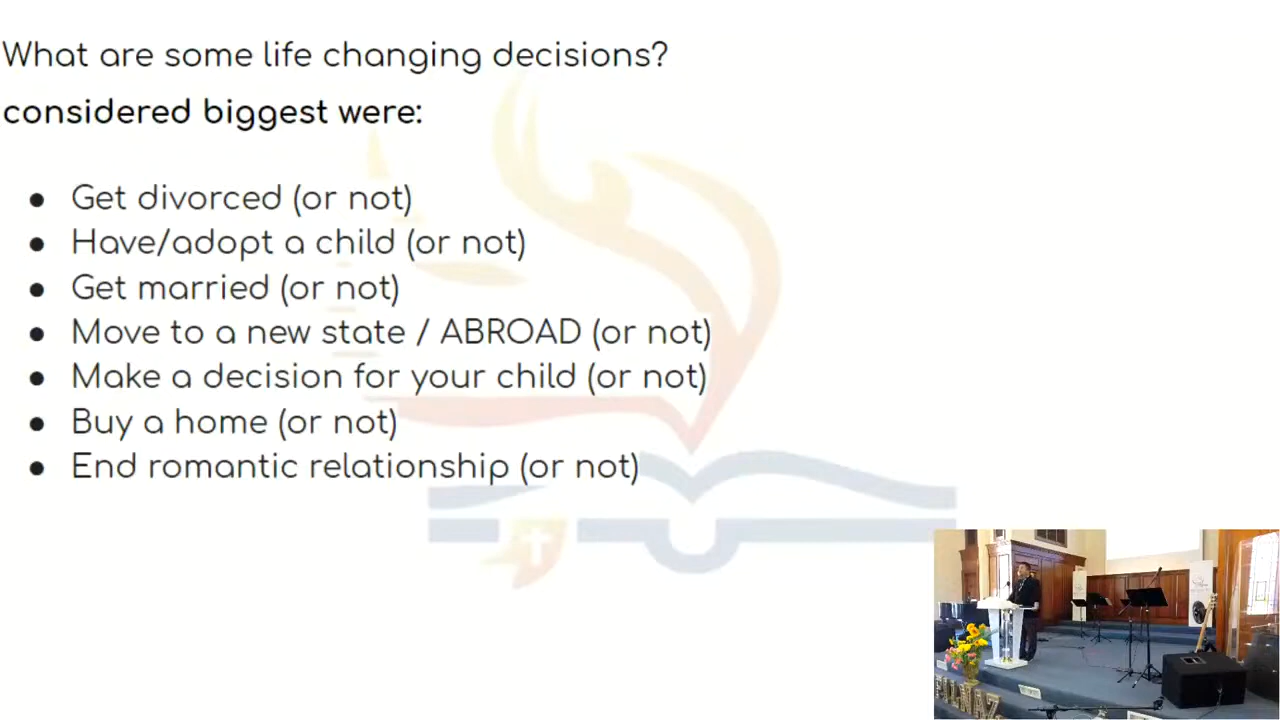 What are some life changing decisions?
considered biggest were:
● Get divorced (or not)
● Have/adopt a child (or not)
● Get married (or not)
● Move to a new state / ABROAD (or not)
● Make a decision for your child (or not)
● Buy a home (or not)
● End romantic relationship (or not)